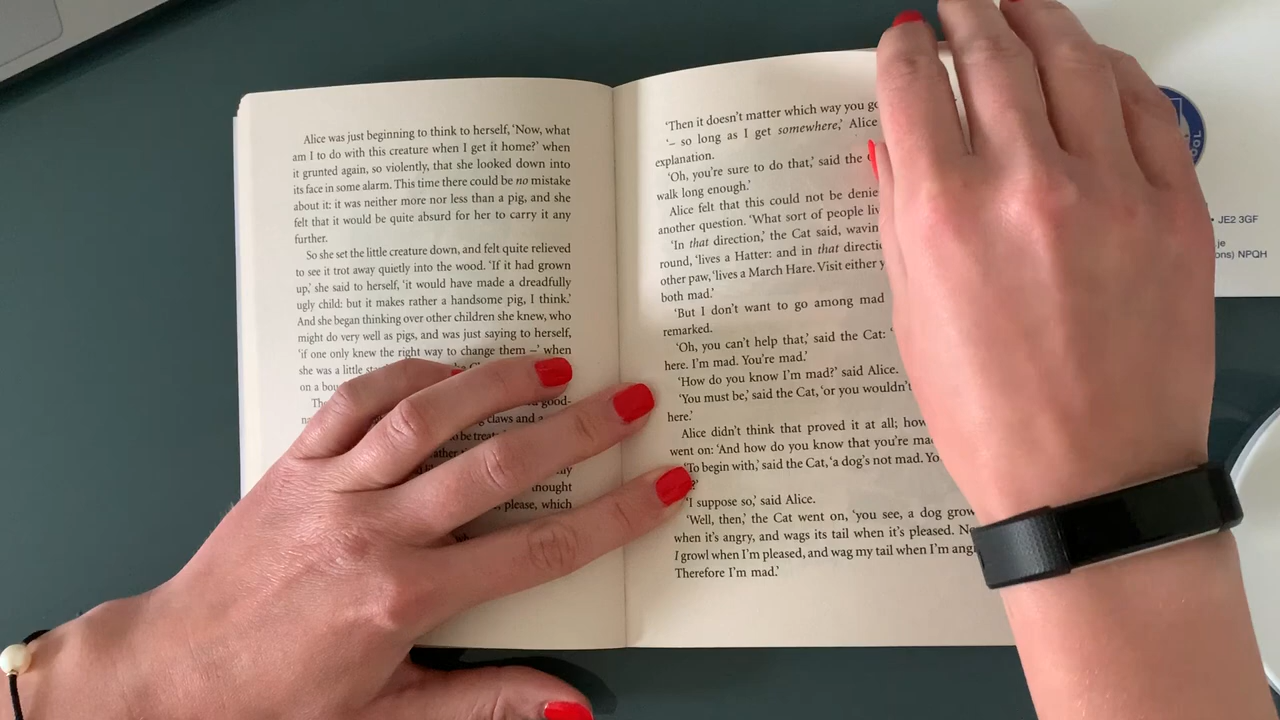 Alice was just beginning to think to herself, 'Now, what
am I to do with this creature when I get it home?' when
it grunted again, so violently, that she looked down into
its face in some alarm. This time there could be no mistake
about it: it was neither more nor less than a pig, and she
felt that it would be quite absurd for her to carry it any
further.
So she set the little creature down, and felt quite relieved
to see it trot away quietly into the wood. 'If it had grown
up,' she said to herself, 'it would have made a dreadfully
ugly child: but it makes rather a handsome pig, I think.'
And she began thinking over other children she knew, who
might do very well as pigs, and was just saying to herself,
'if one only knew the right way to change them –' when
she was a little
on a
good-
claws and a
be
thought
please, which
'Then it doesn't matter which way you go
'– so long as I get somewhere,' Alice
explanation.
'Oh, you're sure to do that,' said the
walk long enough.'
Alice felt that this could not be denie
another question. 'What sort of people
'In that direction,' the Cat said,
round, 'lives a Hatter: and in that
other paw, 'lives a March Hare. Visit either
both mad.'
'But I don't want to go among mad
remarked.
'Oh, you can't help that,' said the Cat:
here. I'm mad. You're mad.'
'How do you know I'm mad?' said Alice.
'You must be,' said the Cat, 'or you wouldn't
here.'
Alice didn't think that proved it at all;
went on: 'And how do you know that you're
'To begin with,' said the Cat, 'a dog's not mad.
'I suppose so,' said Alice.
'Well, then,' the Cat went on, 'you see, a dog
when it's angry, and wags its tail when it's pleased.
I growl when I'm pleased, and wag my tail when I'm
Therefore I'm mad.'
• JE2 3GF
je
ons) NPQH